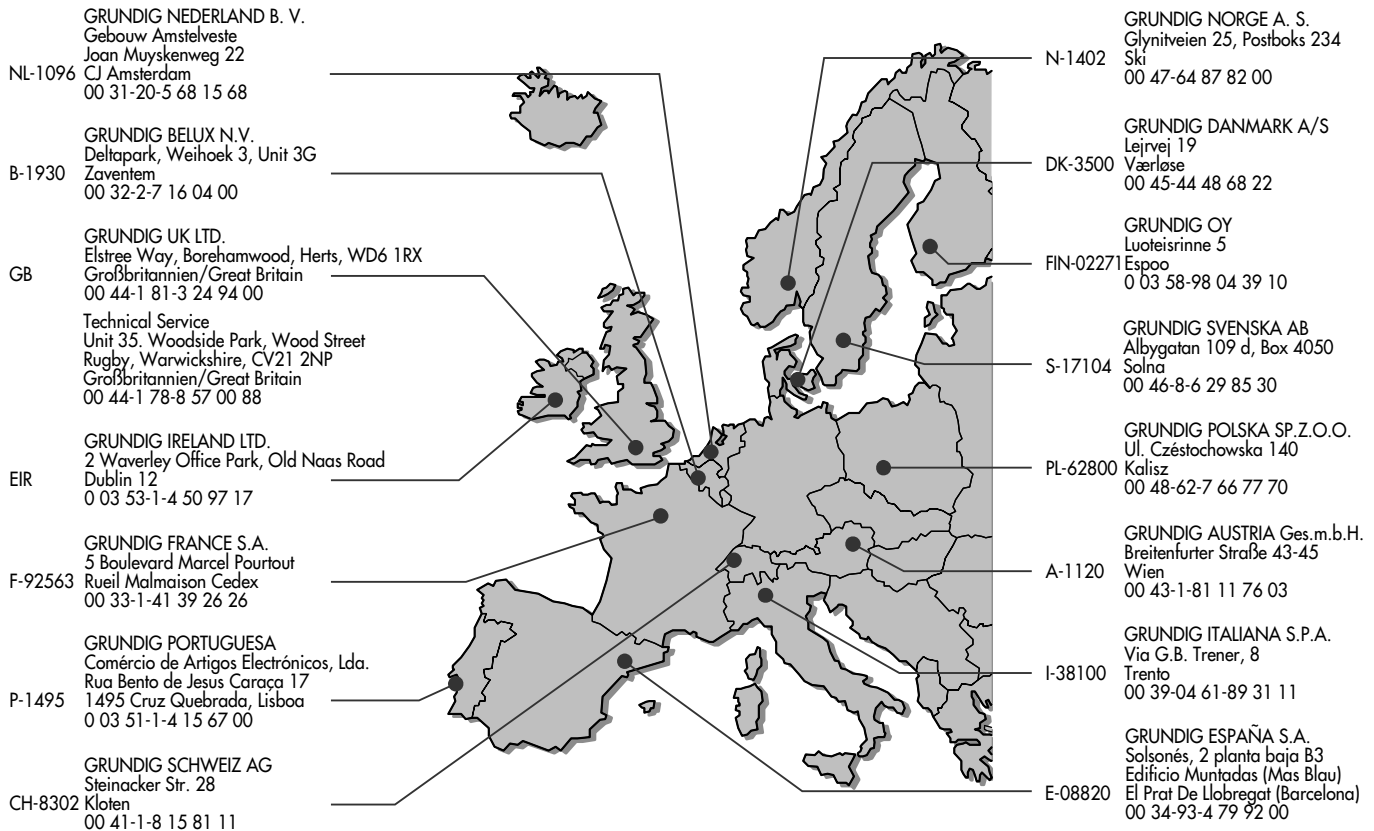 GRUNDIG NEDERLAND B. V.
Gebouw Amstelveste
Joan Muyskenweg 22
NL-1096 CJ Amsterdam
00 31-20-5 68 15 68
GRUNDIG BELUX N.V.
Deltapark, Weihoek 3, Unit 3G
B-1930 Zaventem
00 32-2-7 16 04 00
GRUNDIG UK LTD.
Elstree Way, Borehamwood, Herts, WD6 1RX
GB Großbritannien/Great Britain
00 44-1 81-3 24 94 00
Technical Service
Unit 35. Woodside Park, Wood Street
Rugby, Warwickshire, CV21 2NP
Großbritannien/Great Britain
00 44-1 78-8 57 00 88
GRUNDIG IRELAND LTD.
2 Waverley Office Park, Old Naas Road
EIR Dublin 12
0 03 53-1-4 50 97 17
GRUNDIG FRANCE S.A.
5 Boulevard Marcel Pourtout
F-92563 Rueil Malmaison Cedex
00 33-1-41 39 26 26
GRUNDIG PORTUGUESA
Comércio de Artigos Electrónicos, Lda.
Rua Bento de Jesus Caraça 17
P-1495 1495 Cruz Quebrada, Lisboa
0 03 51-1-4 15 67 00
GRUNDIG SCHWEIZ AG
Steinacker Str. 28
CH-8302 Kloten
00 41-1-8 15 81 11
GRUNDIG NORGE A. S.
Glynitveien 25, Postboks 234
N-1402 Ski
00 47-64 87 82 00
GRUNDIG DANMARK A/S
Lejrvej 19
DK-3500 Værløse
00 45-44 48 68 22
GRUNDIG OY
Luoteisrinne 5
FIN-02271 Espoo
0 03 58-98 04 39 10
GRUNDIG SVENSKA AB
Albygatan 109 d, Box 4050
S-17104 Solna
00 46-8-6 29 85 30
GRUNDIG POLSKA SP.Z.O.O.
Ul. Czéstochowska 140
PL-62800 Kalisz
00 48-62-7 66 77 70
GRUNDIG AUSTRIA Ges.m.b.H.
Breitenfurter Straße 43-45
A-1120 Wien
00 43-1-81 11 76 03
GRUNDIG ITALIANA S.P.A.
Via G.B. Trener, 8
I-38100 Trento
00 39-04 61-89 31 11
GRUNDIG ESPAÑA S.A.
Solsonés, 2 planta baja B3
Edificio Muntadas (Mas Blau)
E-08820 El Prat De Llobregat (Barcelona)
00 34-93-4 79 92 00